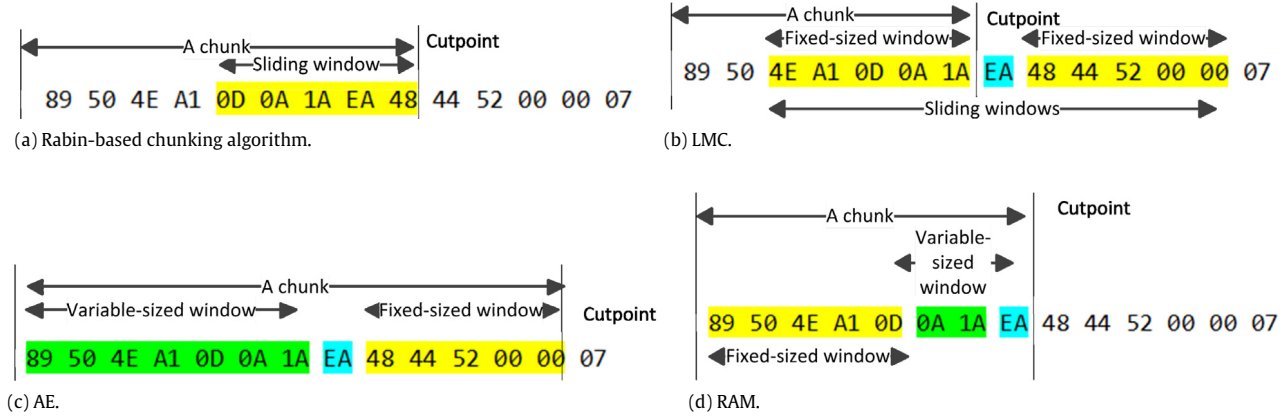 A chunk
Cutpoint
Sliding window
89 50 4E A1 0D 0A 1A EA 48 44 52 00 00 07
(a) Rabin-based chunking algorithm.
A chunk
Cutpoint
Fixed-sized window
Fixed-sized window
89 50 4E A1 0D 0A 1A EA 48 44 52 00 00 07
Sliding windows
(b) LMC.
A chunk
Variable-sized window
Fixed-sized window
Cutpoint
89 50 4E A1 0D 0A 1A EA 48 44 52 00 00 07
(c) AE.
Cutpoint
A chunk
Variable-
sized
window
89 50 4E A1 0D 0A 1A EA 48 44 52 00 00 07
Fixed-sized window
(d) RAM.